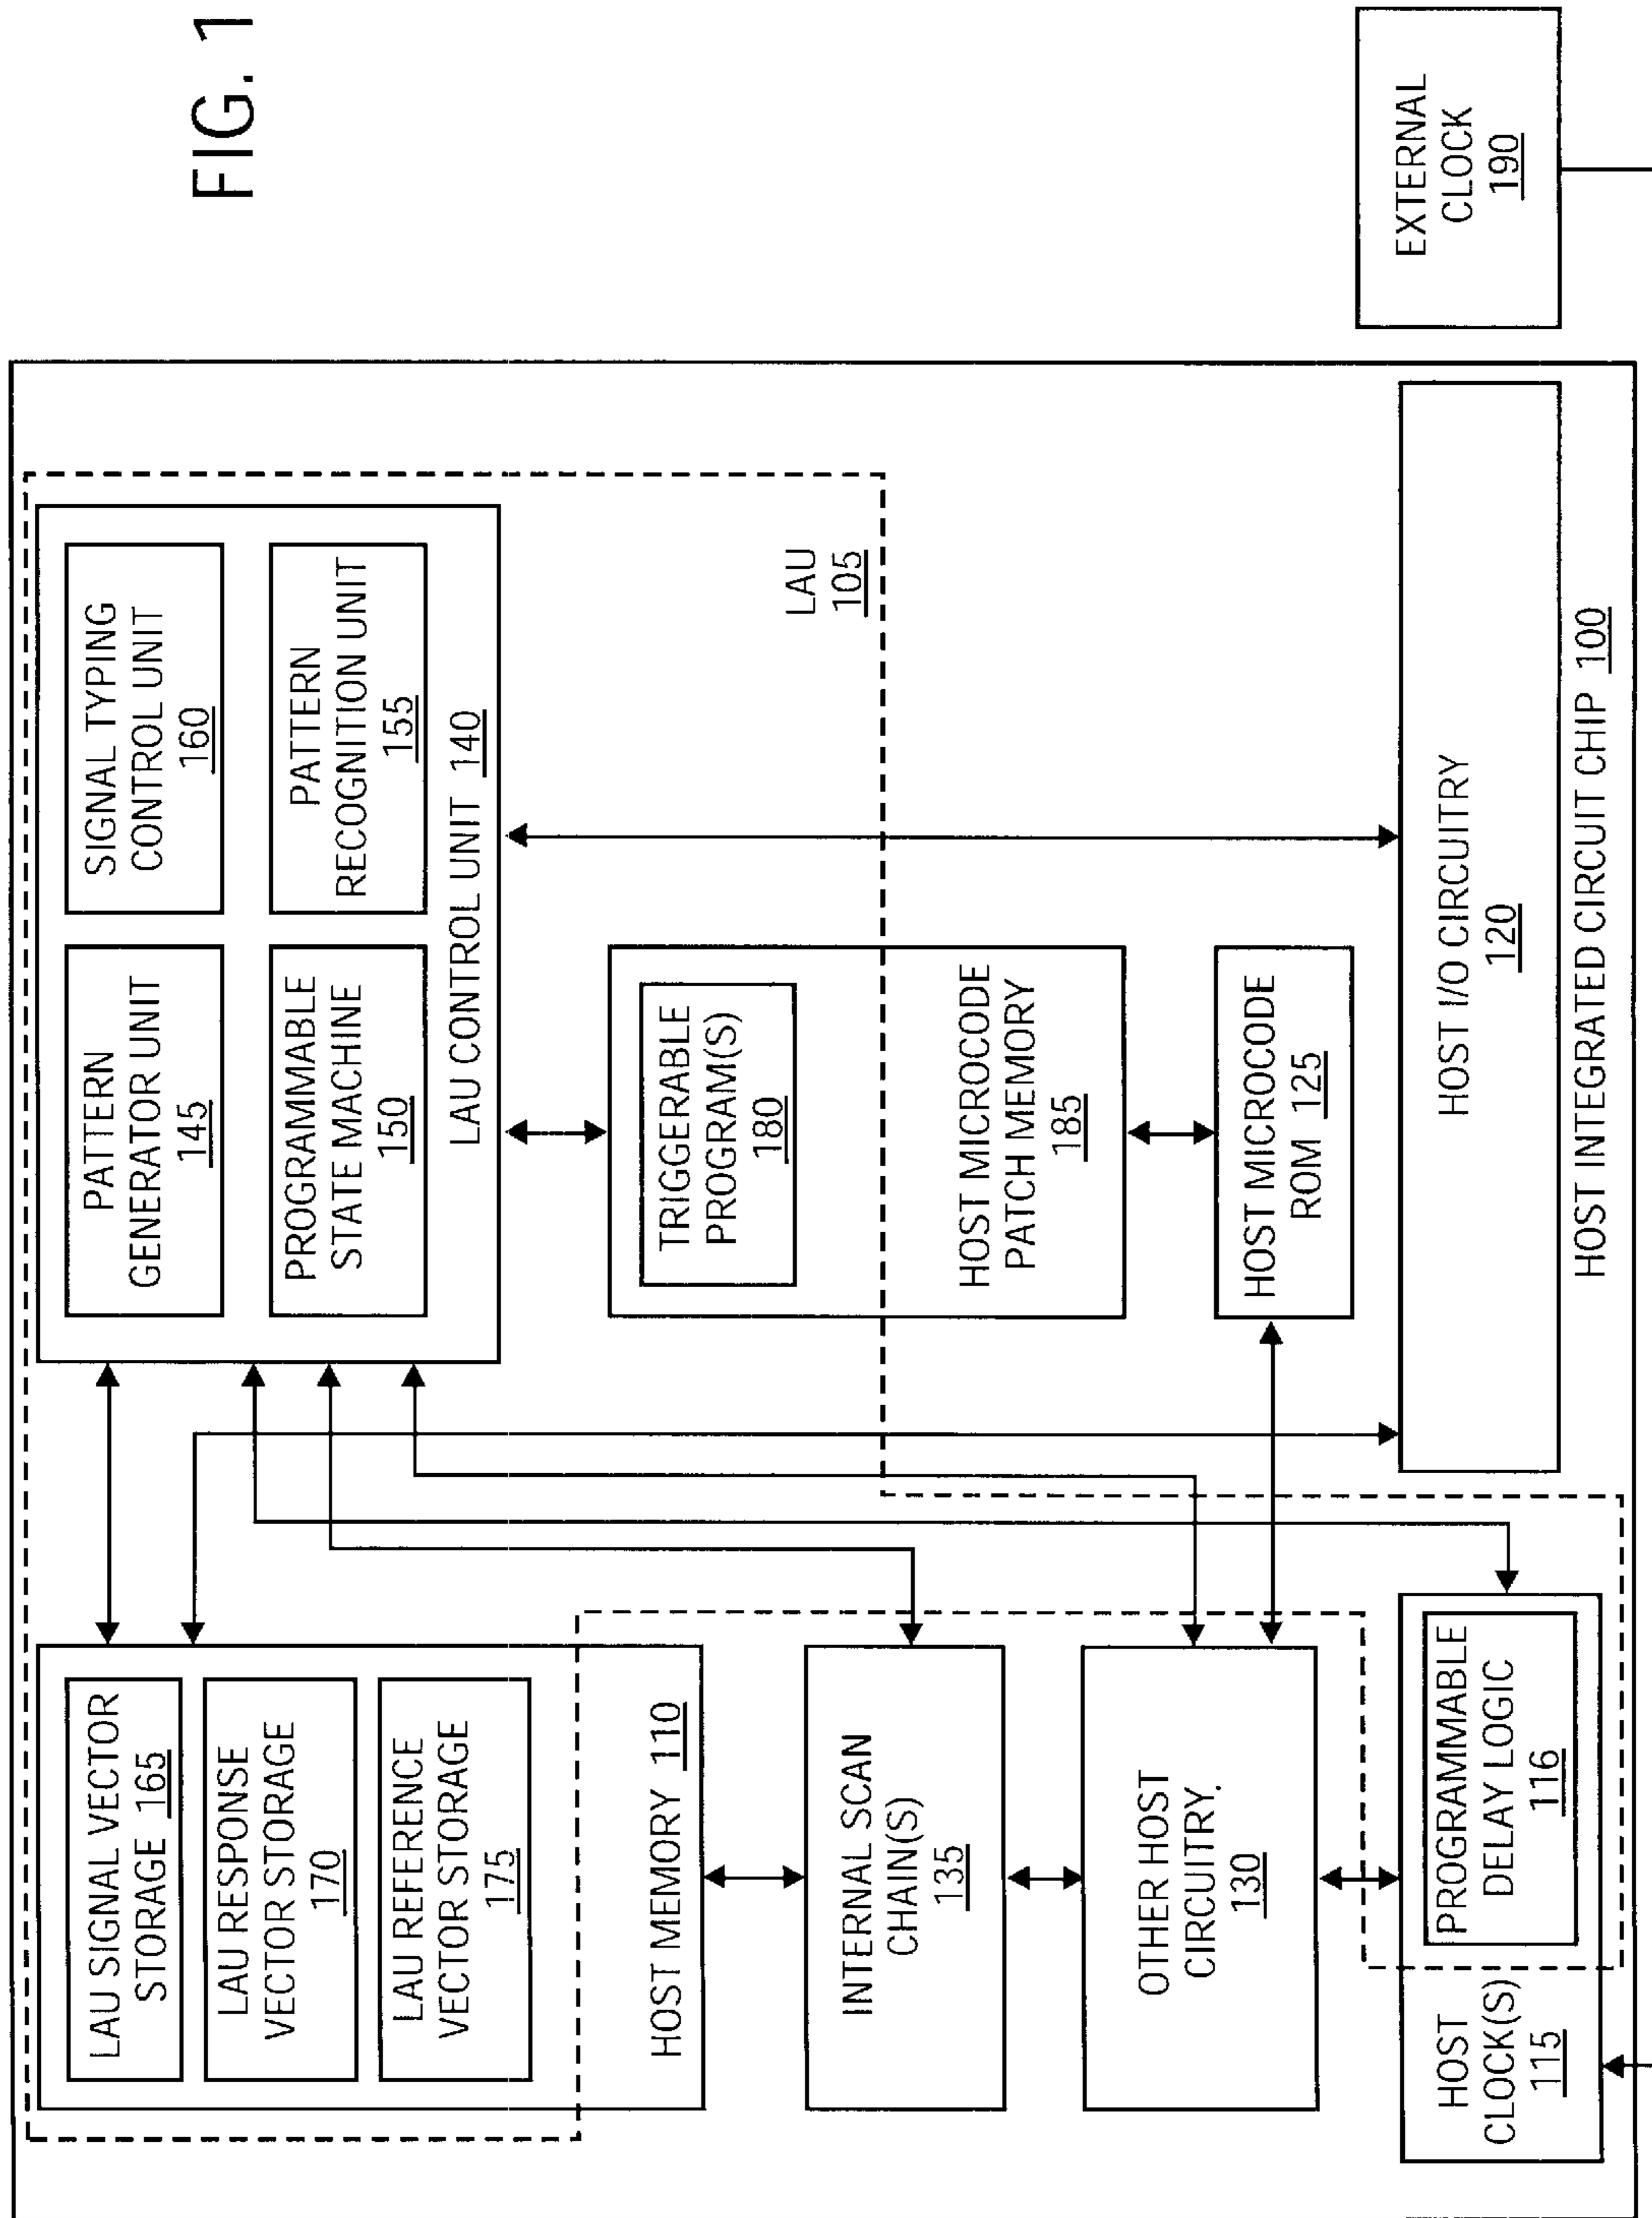 FIG. 1
LAU SIGNAL VECTOR
STORAGE 165
LAU RESPONSE
VECTOR STORAGE
170
LAU REFERENCE
VECTOR STORAGE
175
HOST MEMORY 110
INTERNAL SCAN
CHAIN(S)
135
OTHER HOST
CIRCUITRY.
130
HOST
CLOCK(S)
115
PROGRAMMABLE
DELAY LOGIC
116
PATTERN
GENERATOR UNIT
145
SIGNAL TYPING
CONTROL UNIT
160
PROGRAMMABLE
STATE MACHINE
150
PATTERN
RECOGNITION UNIT
155
LAU CONTROL UNIT 140
TRIGGERABLE
PROGRAM(S)
180
LAU
105
HOST MICROCODE
PATCH MEMORY
185
HOST MICROCODE
ROM 125
HOST I/O CIRCUITRY
120
HOST INTEGRATED CIRCUIT CHIP 100
EXTERNAL
CLOCK
190